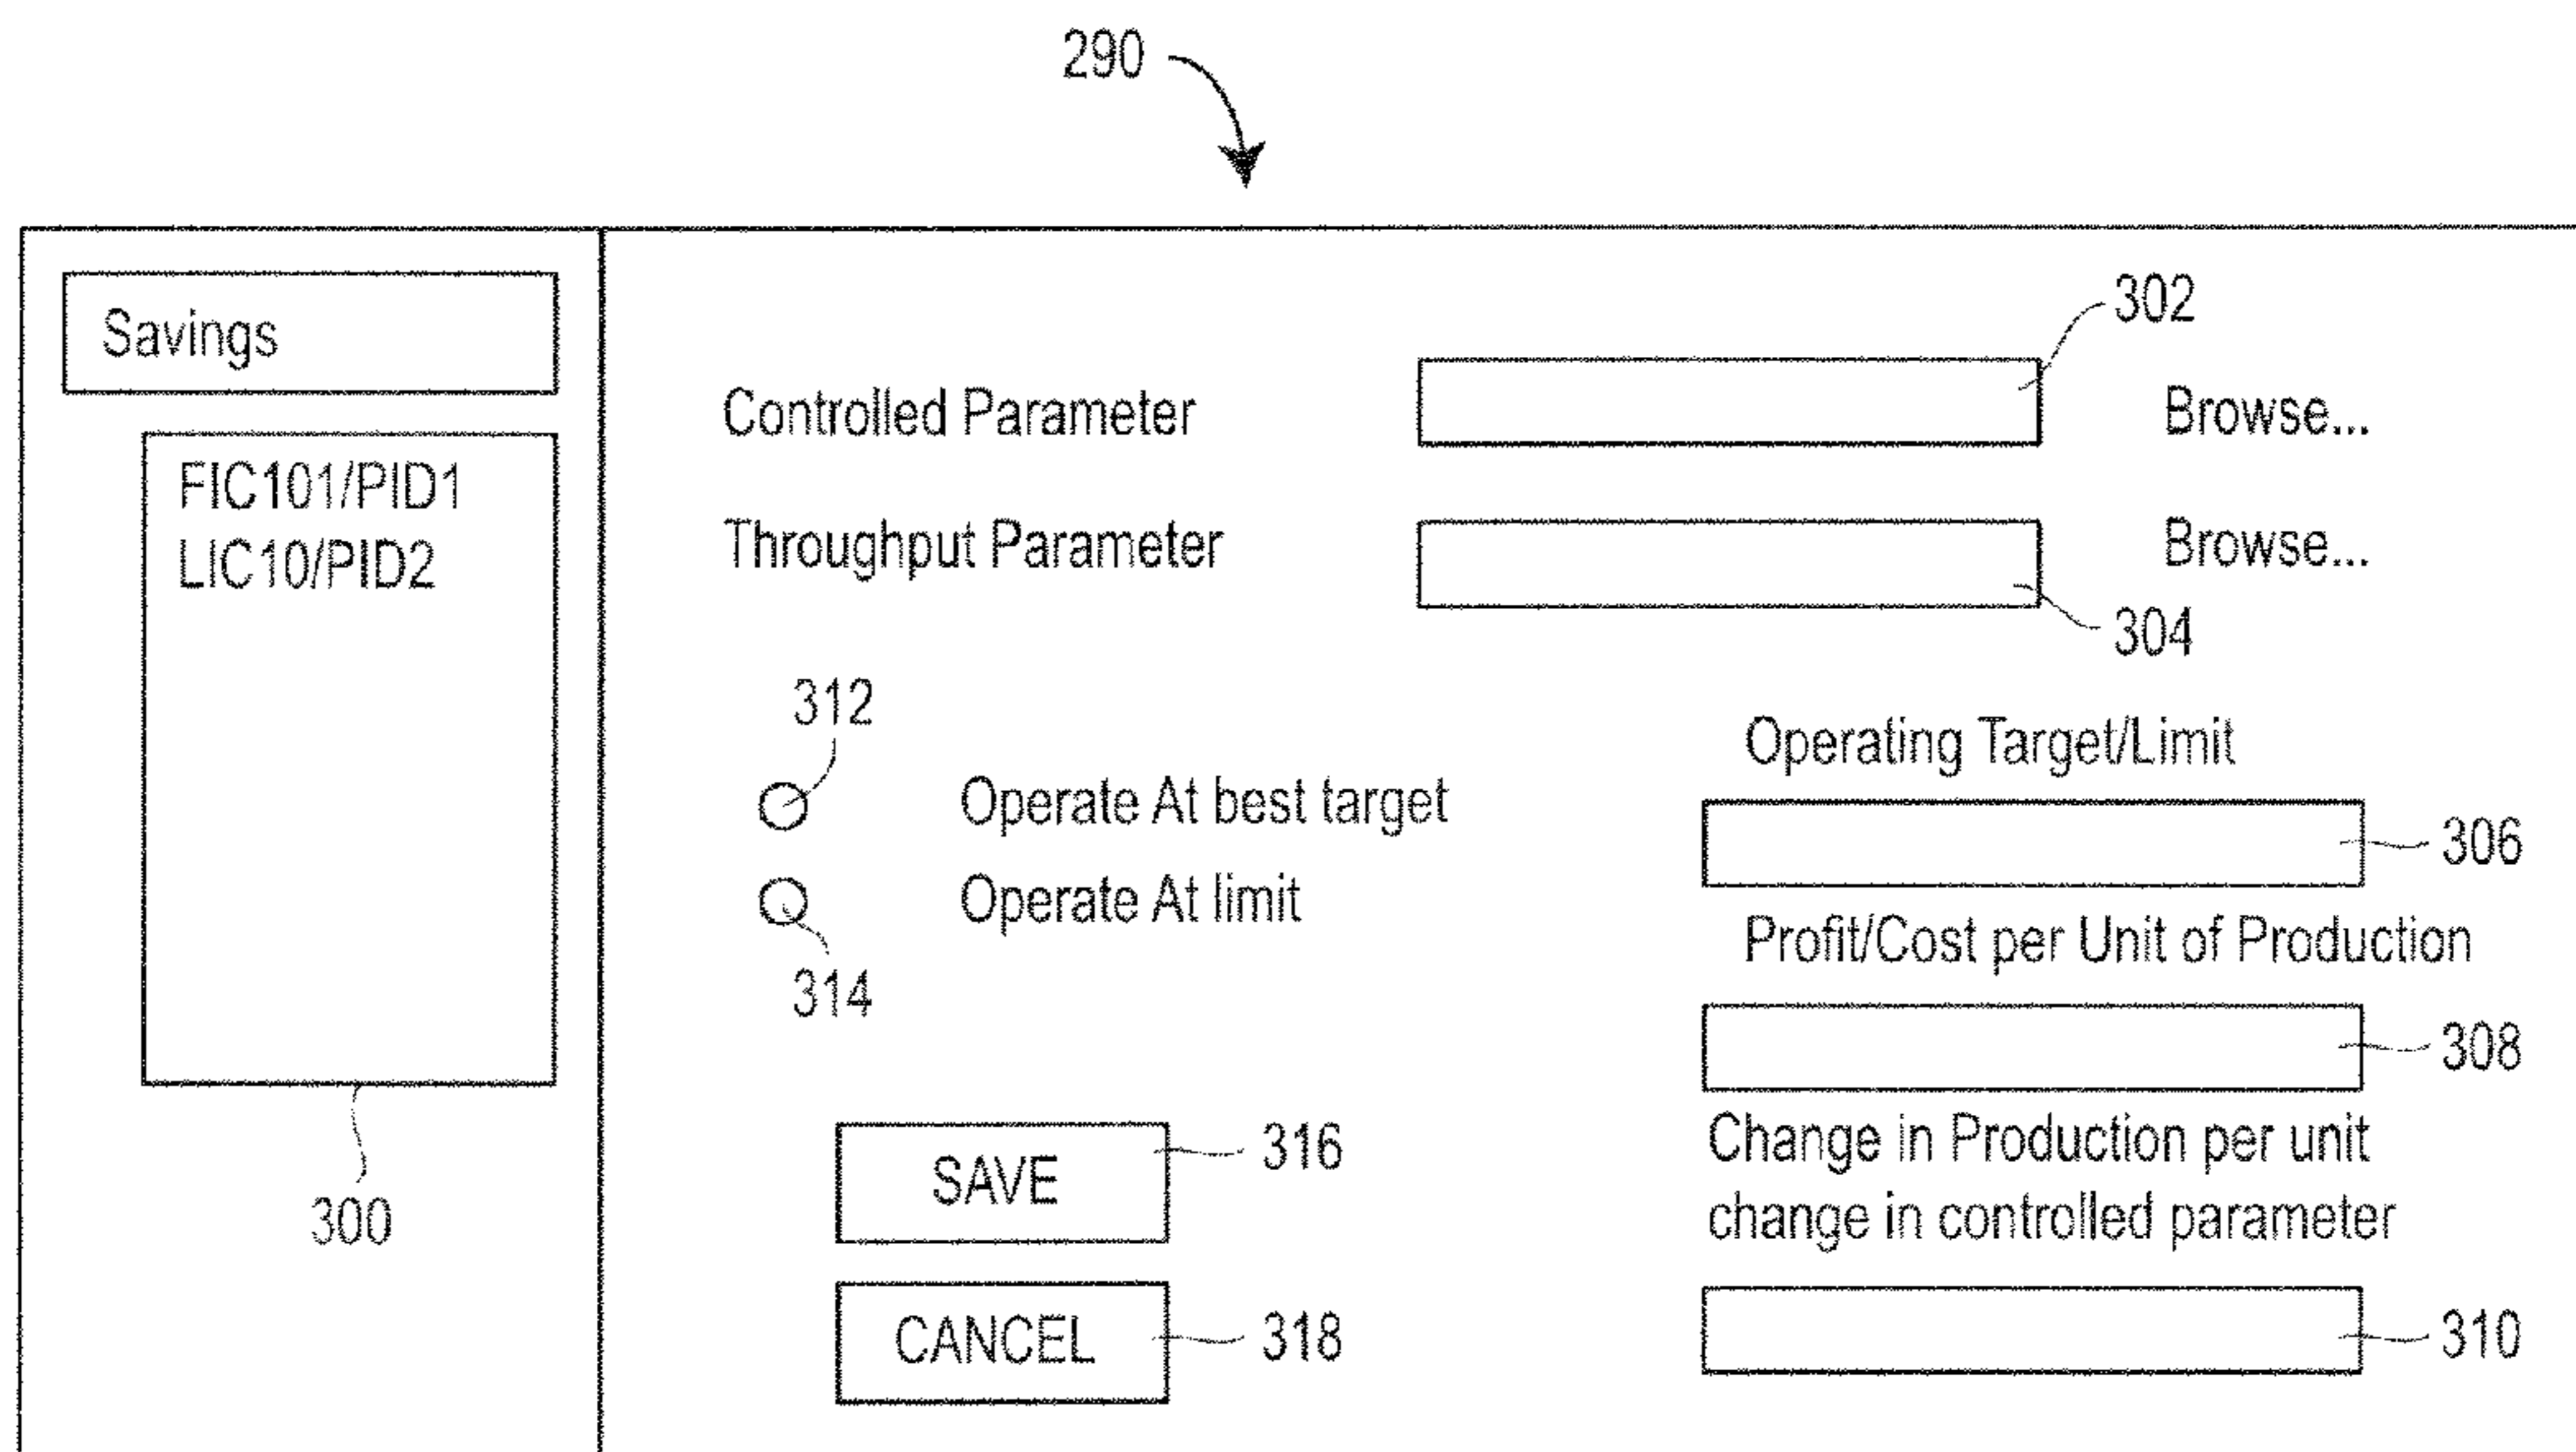 290
Savings
FIC101/PID1
LIC10/PID2
300
302
Controlled Parameter
Browse...
Throughput Parameter
Browse...
304
312
Operate At best target
Operate At limit
314
Operating Target/Limit
306
Profit/Cost per Unit of Production
308
Change in Production per unit
change in controlled parameter
310
SAVE
316
CANCEL
318